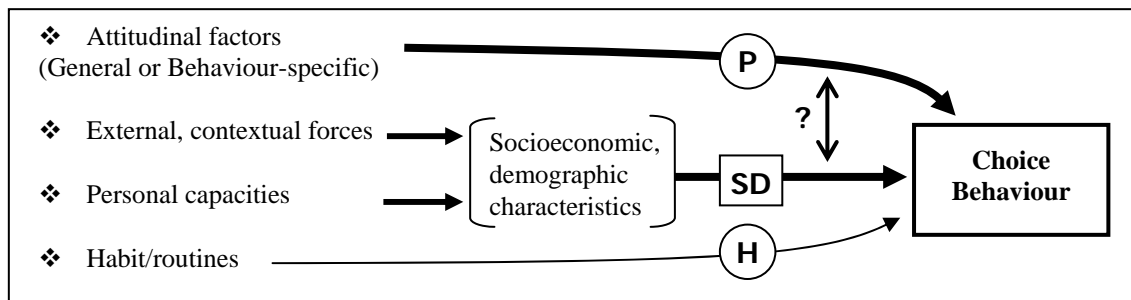 ❖ Attitudinal factors
(General or Behaviour-specific)
P
?
❖ External, contextual forces
❖ Personal capacities
Socioeconomic,
demographic
characteristics
SD
Choice
Behaviour
❖ Habit/routines
H